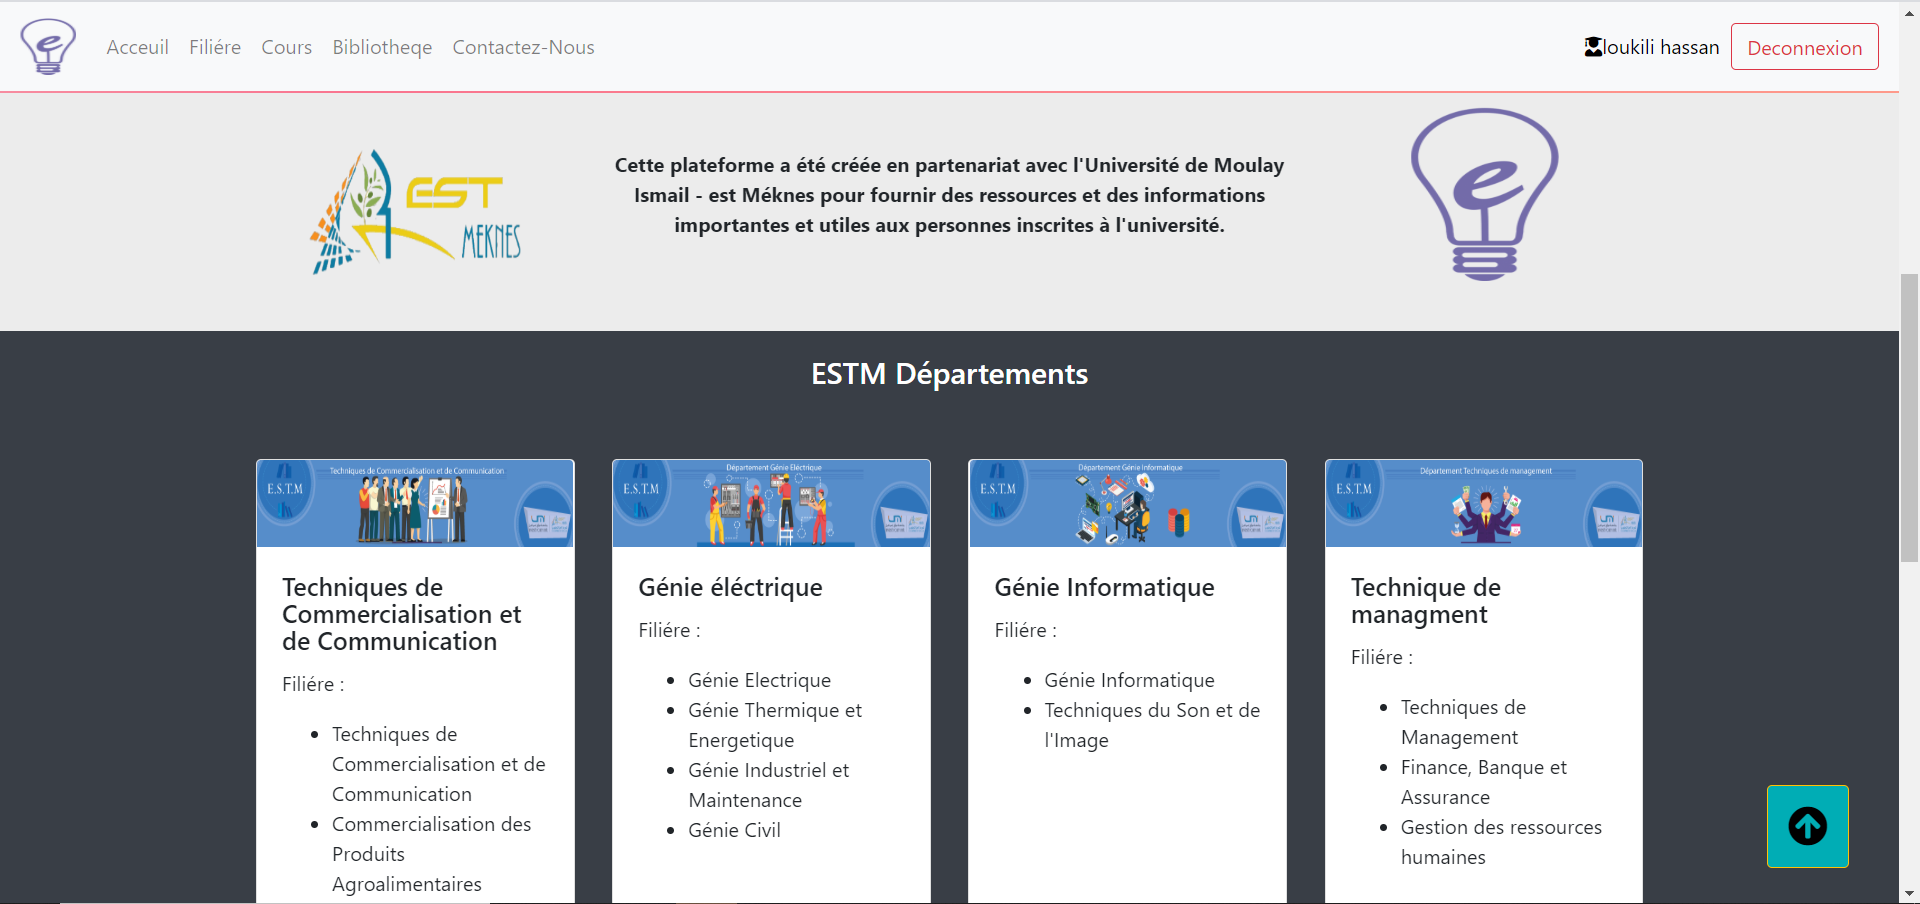 Acceuil Filiére Cours Bibliotheqe Contactez-Nous
loukili hassan Deconnexion
EST
MEKNES
Cette plateforme a été créée en partenariat avec l'Université de Moulay
Ismail - est Méknes pour fournir des ressources et des informations
importantes et utiles aux personnes inscrites à l'université.
ESTM Départements
Techniques de Commercialisation et de Communication
E.S.T.M
Techniques de
Commercialisation et
de Communication
Filiére :
Techniques de
Commercialisation et de
Communication
Commercialisation des
Produits
Agroalimentaires
Département Génie Eléctrique
E.S.T.M
Génie éléctrique
Filiére :
Génie Electrique
Génie Thermique et
Energetique
Génie Industriel et
Maintenance
Génie Civil
Département Génie Informatique
E.S.T.M
Génie Informatique
Filiére :
Génie Informatique
Techniques du Son et de
l'Image
Département Techniques de management
E.S.T.M
Technique de
managment
Filiére :
Techniques de
Management
Finance, Banque et
Assurance
Gestion des ressources
humaines